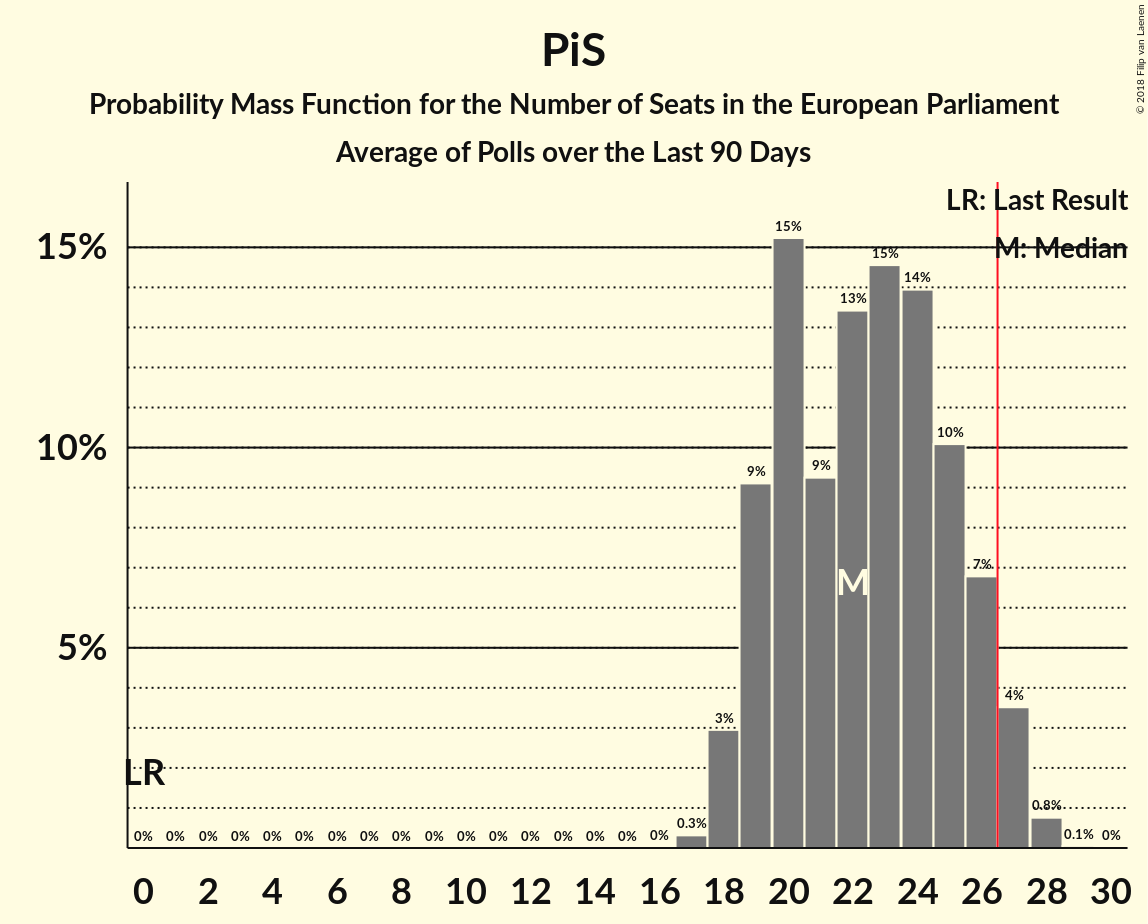 PiS
Probability Mass Function for the Number of Seats in the European Parliament
Average of Polls over the Last 90 Days
© 2018 Filip van Laenen
LR: Last Result
M: Median
15%
10%
5%
15%
15%
14%
13%
10%
9%
9%
7%
M
4%
3%
LR
0% 0% 0% 0% 0% 0% 0% 0% 0% 0% 0% 0% 0% 0% 0% 0% 0% 0.3% 0.8% 0.1% 0%
0 2 4 6 8 10 12 14 16 18 20 22 24 26 28 30